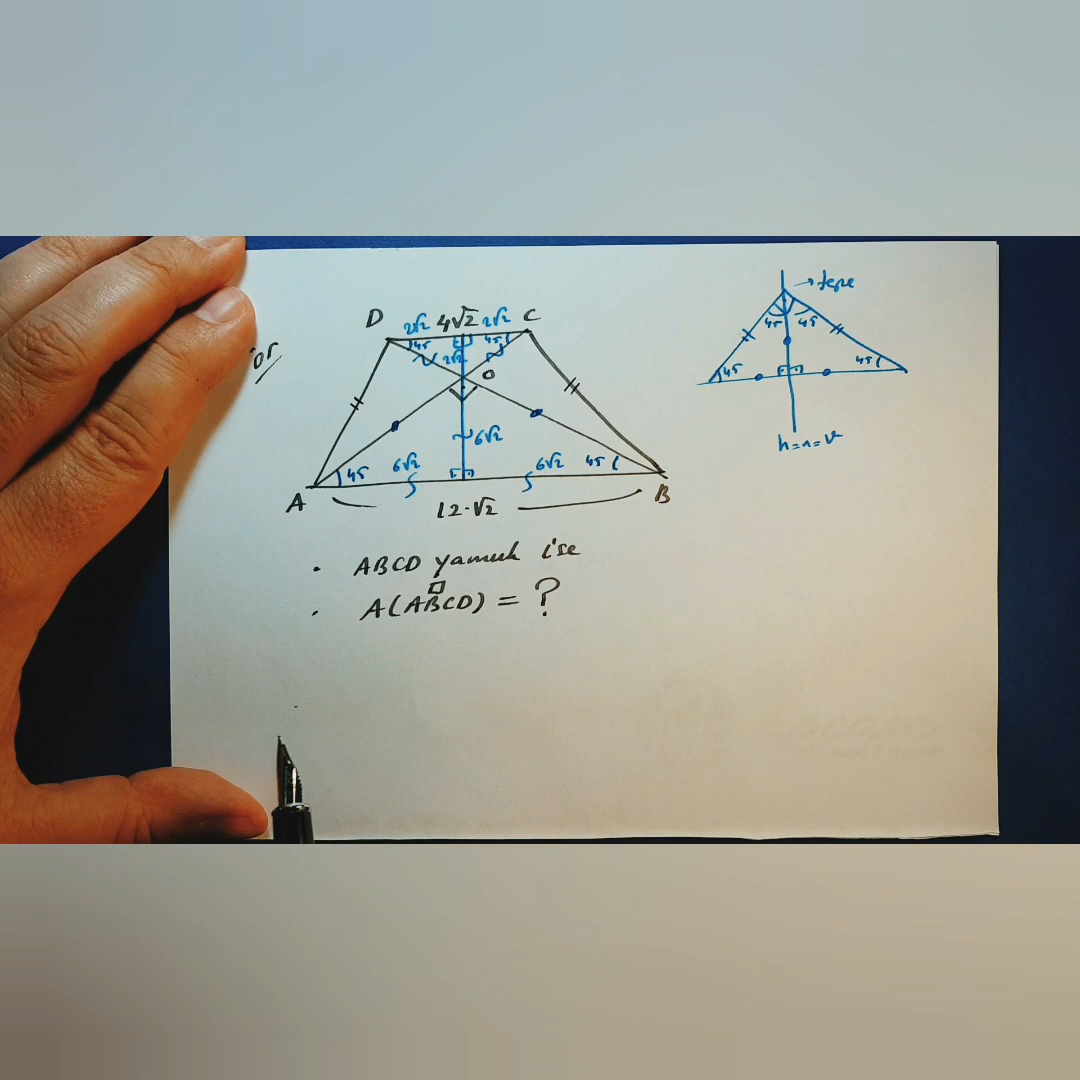 D 2√2 4√2 2√2 C
45 2√2 45
O
6√2
A 45 6√2 6√2 45 B
12·√2
• ABCD yamuk ise
• A(ABCD) = ?
→ tepe
45 45
45 45
h=n=v